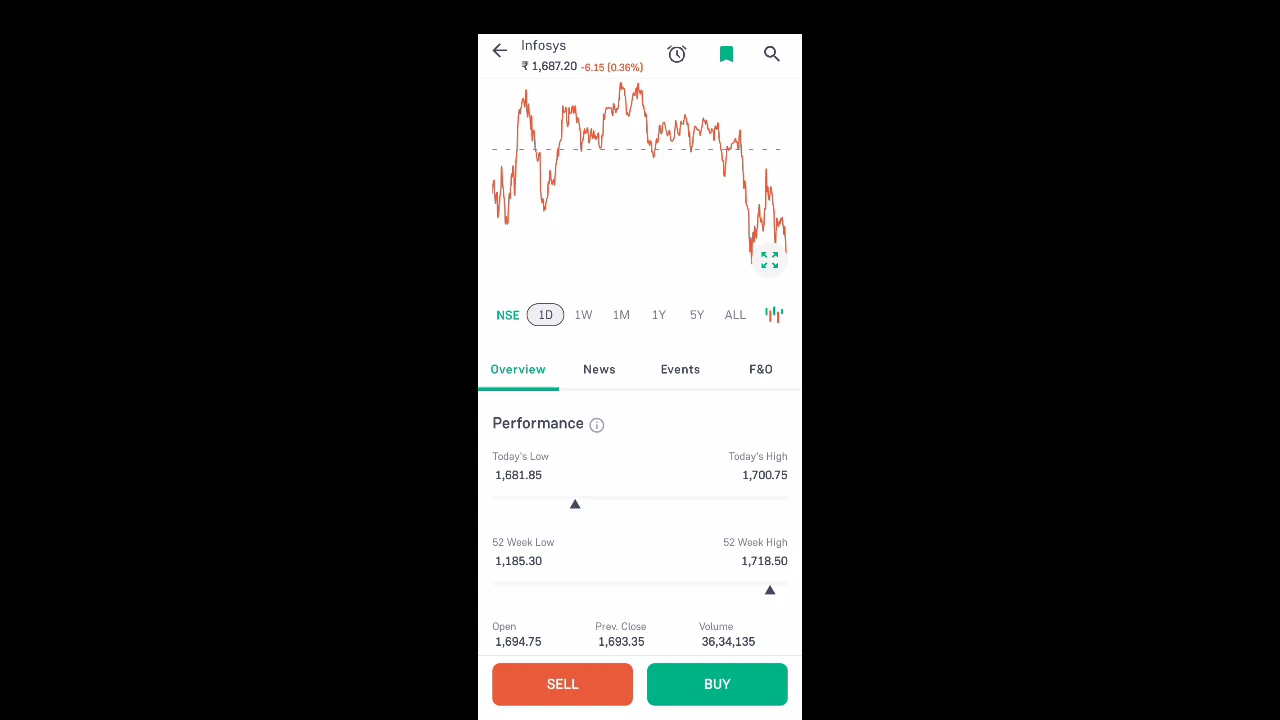 Infosys
₹ 1,687.20 -6.15 (0.36%)
NSE 1D 1W 1M 1Y 5Y ALL
Overview News Events F&O
Performance
Today's Low Today's High
1,681.85 1,700.75
52 Week Low 52 Week High
1,185.30 1,718.50
Open Prev. Close Volume
1,694.75 1,693.35 36,34,135
SELL BUY